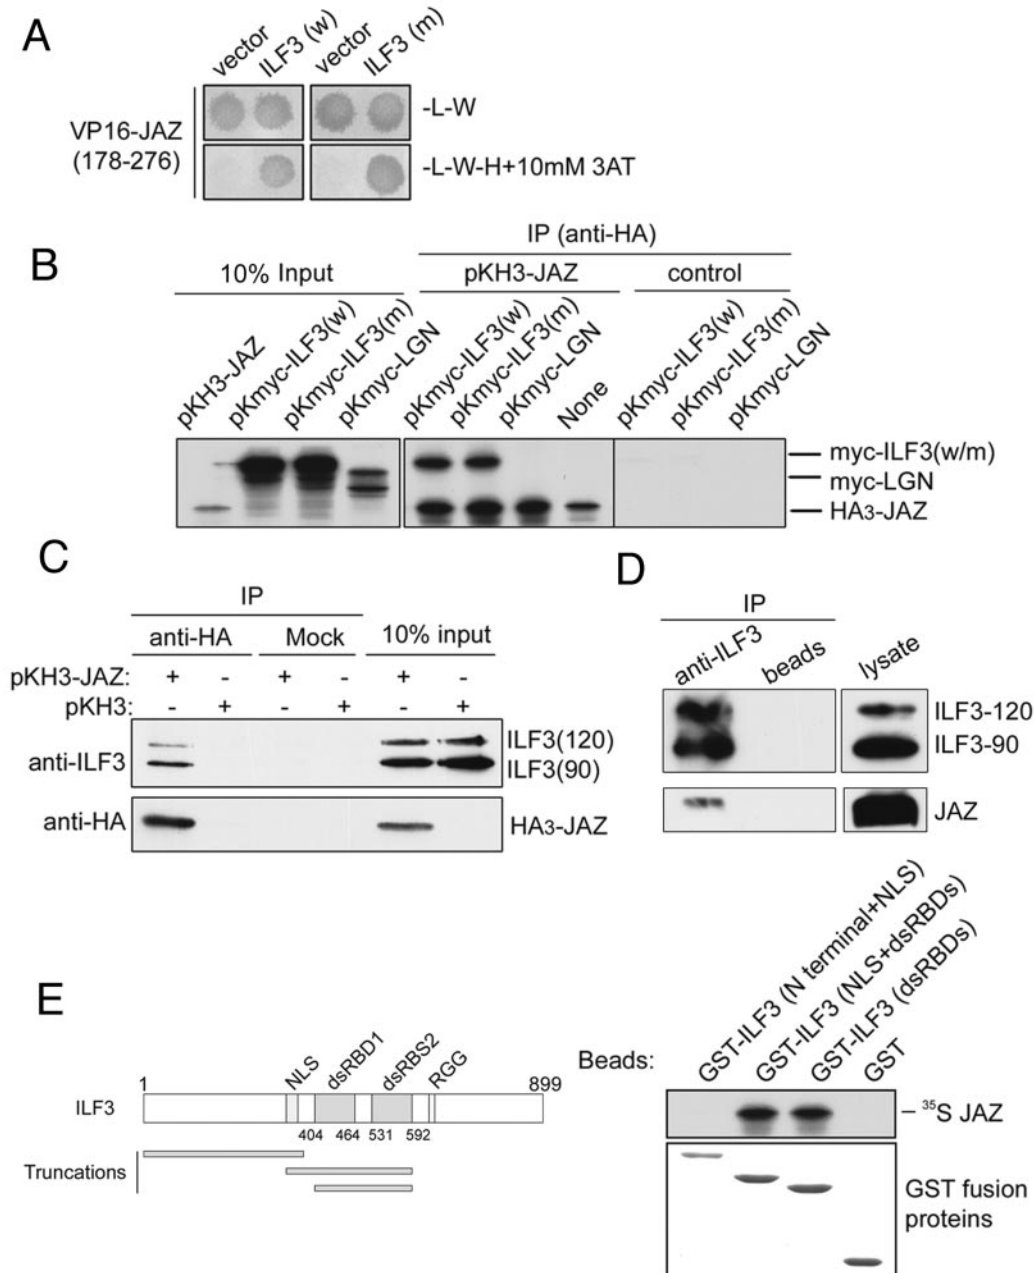 A
vector
ILF3 (w)
vector
ILF3 (m)
VP16-JAZ
(178-276)
-L-W
-L-W-H+10mM 3AT
B
IP (anti-HA)
10% Input
pKH3-JAZ
control
pKH3-JAZ
pKmyc-ILF3(w)
pKmyc-ILF3(m)
pKmyc-LGN
pKmyc-ILF3(w)
pKmyc-ILF3(m)
pKmyc-LGN
None
pKmyc-ILF3(w)
pKmyc-ILF3(m)
pKmyc-LGN
myc-ILF3(w/m)
myc-LGN
HA3-JAZ
C
IP
anti-HA
Mock
10% input
pKH3-JAZ: + - + - + -
pKH3: - + - + - +
anti-ILF3
ILF3(120)
ILF3(90)
anti-HA
HA3-JAZ
D
IP
anti-ILF3
beads
lysate
ILF3-120
ILF3-90
JAZ
E
NLS
dsRBD1
dsRBS2
RGG
1
899
ILF3
404 464 531 592
Truncations
Beads:
GST-ILF3 (N terminal+NLS)
GST-ILF3 (NLS+dsRBDs)
GST-ILF3 (dsRBDs)
GST
– ³⁵S JAZ
GST fusion
proteins